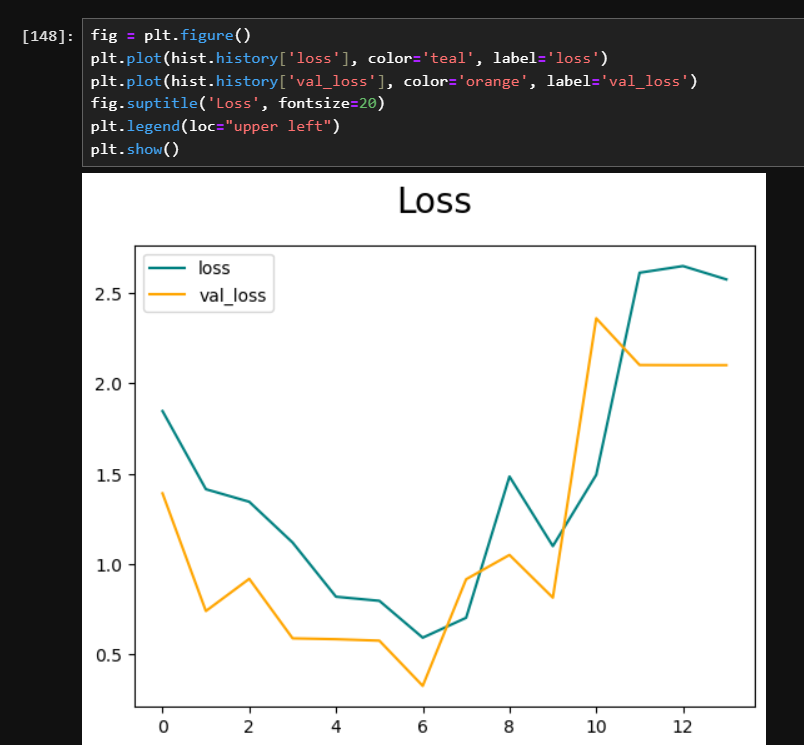 [148]: fig = plt.figure()
plt.plot(hist.history['loss'], color='teal', label='loss')
plt.plot(hist.history['val_loss'], color='orange', label='val_loss')
fig.suptitle('Loss', fontsize=20)
plt.legend(loc="upper left")
plt.show()
Loss
loss
val_loss
2.5
2.0
1.5
1.0
0.5
0 2 4 6 8 10 12